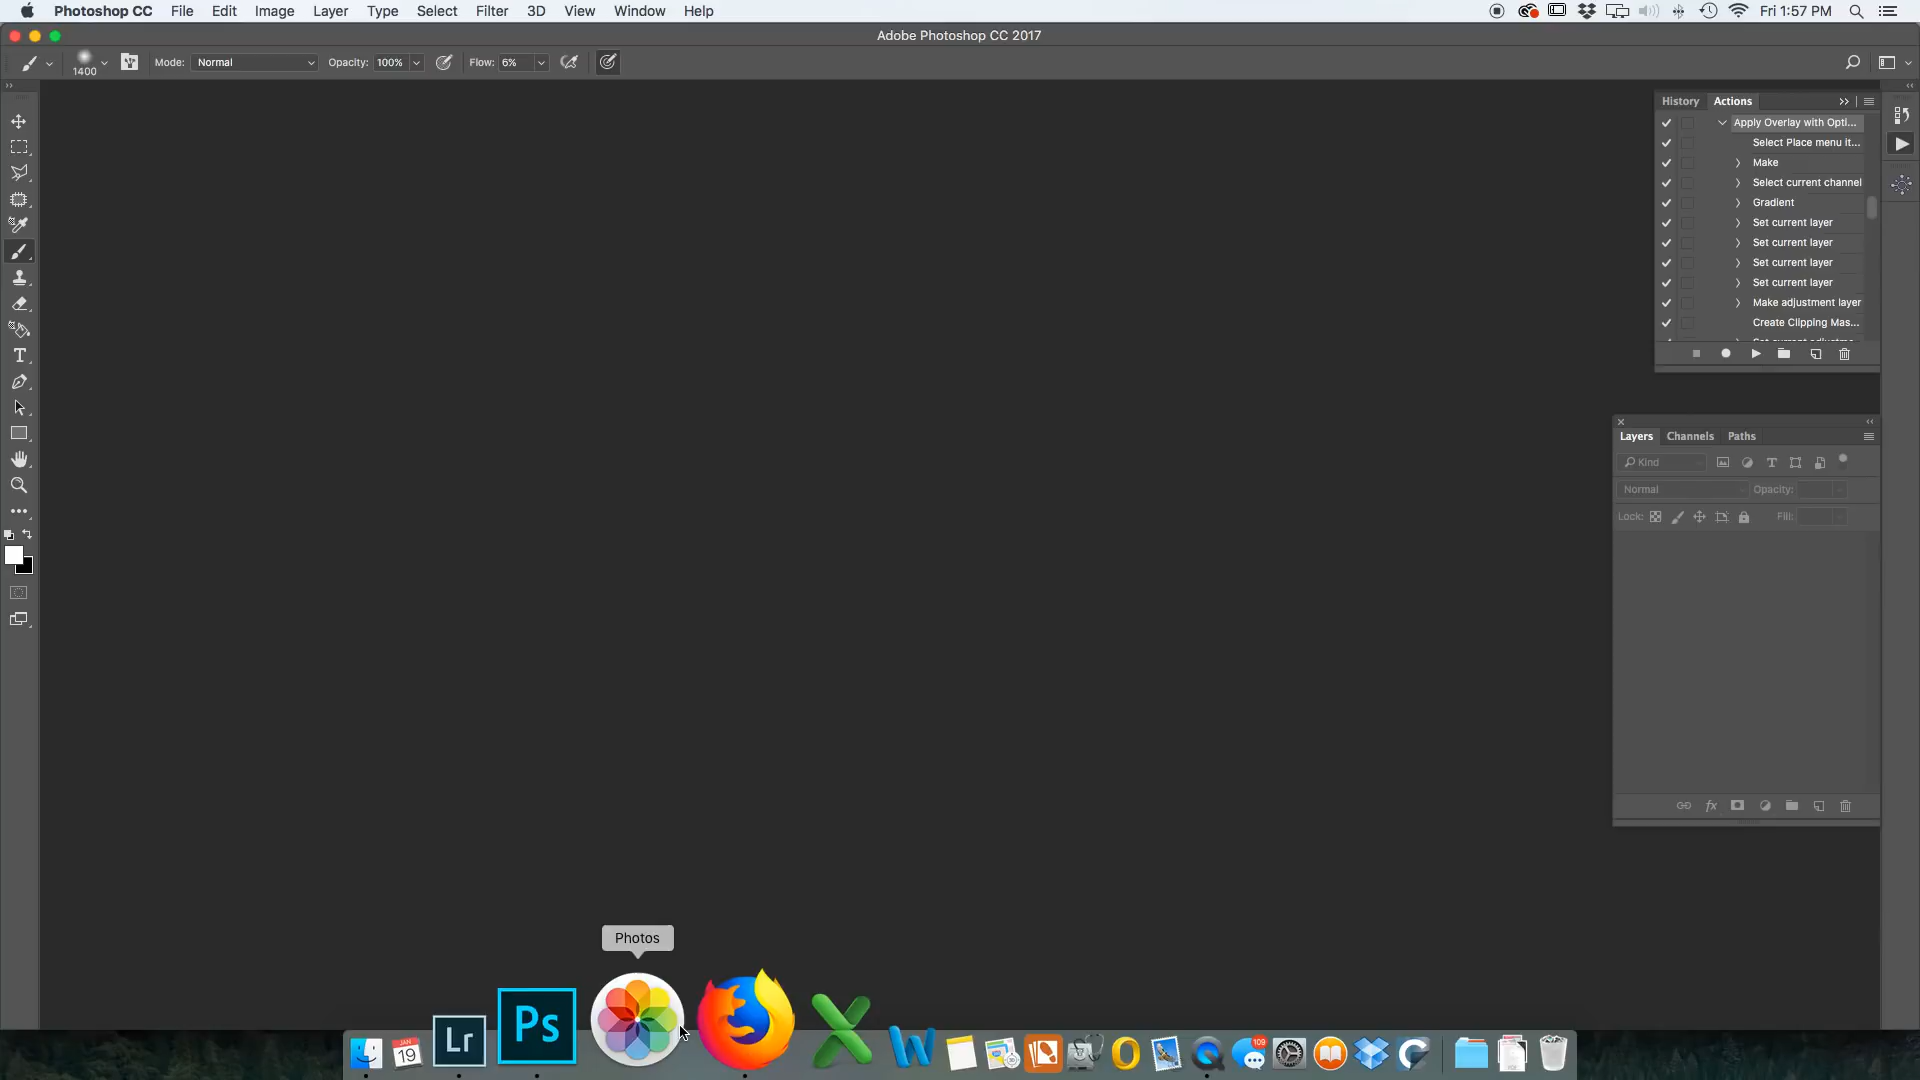 Photoshop CC File Edit Image Layer Type Select Filter 3D View Window Help Fri 1:57 PM
Adobe Photoshop CC 2017
1400 Mode: Normal Opacity: 100% Flow: 6%
History Actions
Apply Overlay with Opti...
Select Place menu it...
Make
Select current channel
Gradient
Set current layer
Set current layer
Set current layer
Set current layer
Make adjustment layer
Create Clipping Mas...
Layers Channels Paths
Kind
Normal Opacity:
Lock: Fill:
fx
Photos
JAN
19
Lr
Ps
109